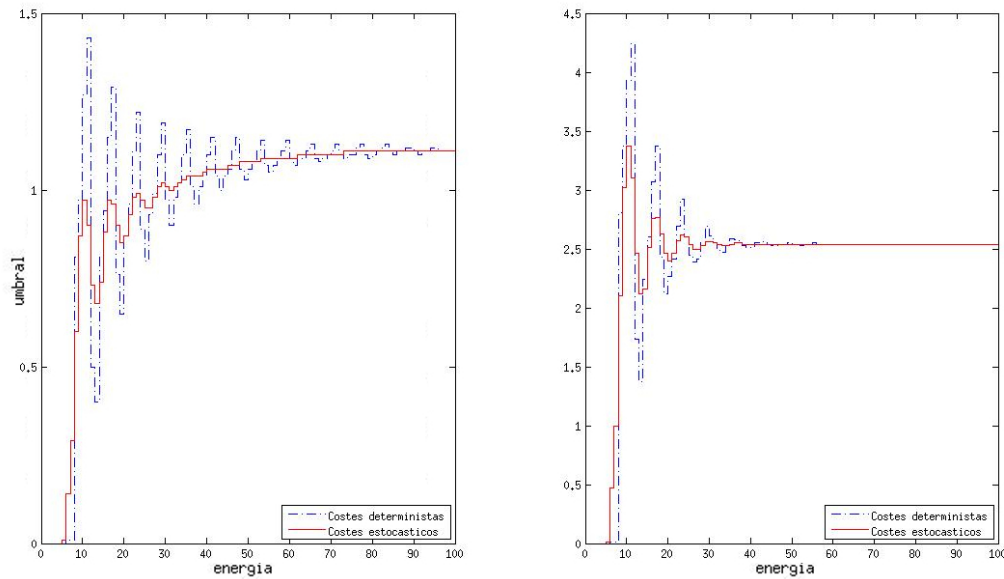 1.5
1
0.5
0
umbral
0 10 20 30 40 50 60 70 80 90 100
energia
Costes deterministas
Costes estocasticos
4.5
4
3.5
3
2.5
2
1.5
1
0.5
0
0 10 20 30 40 50 60 70 80 90 100
energia
Costes deterministas
Costes estocasticos